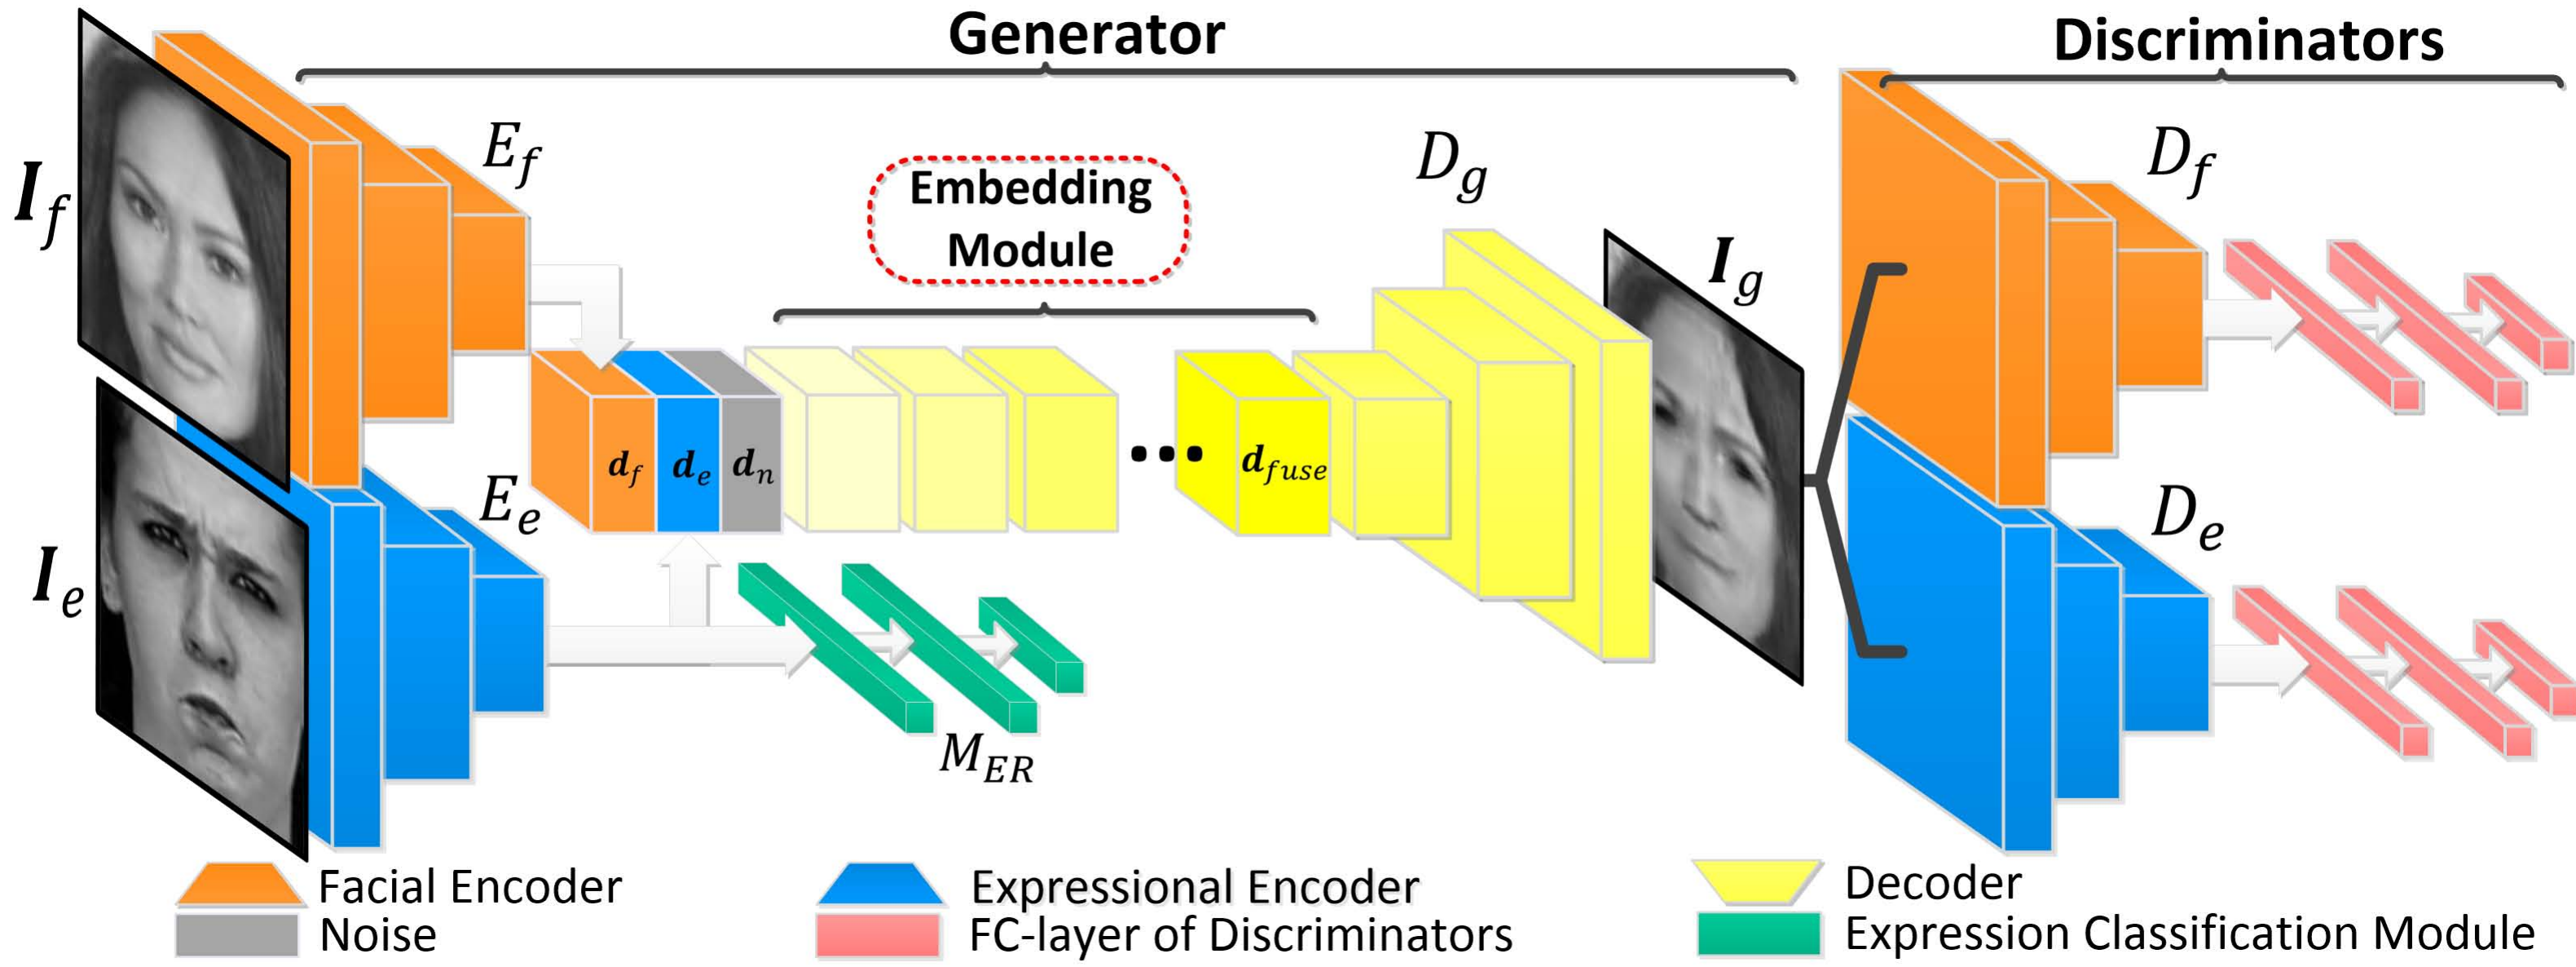 Generator
Discriminators
I_f
E_f
Embedding
Module
D_g
I_g
D_f
d_f
d_e
d_n
...
d_fuse
I_e
E_e
D_e
M_ER
Facial Encoder
Expressional Encoder
Decoder
Noise
FC-layer of Discriminators
Expression Classification Module